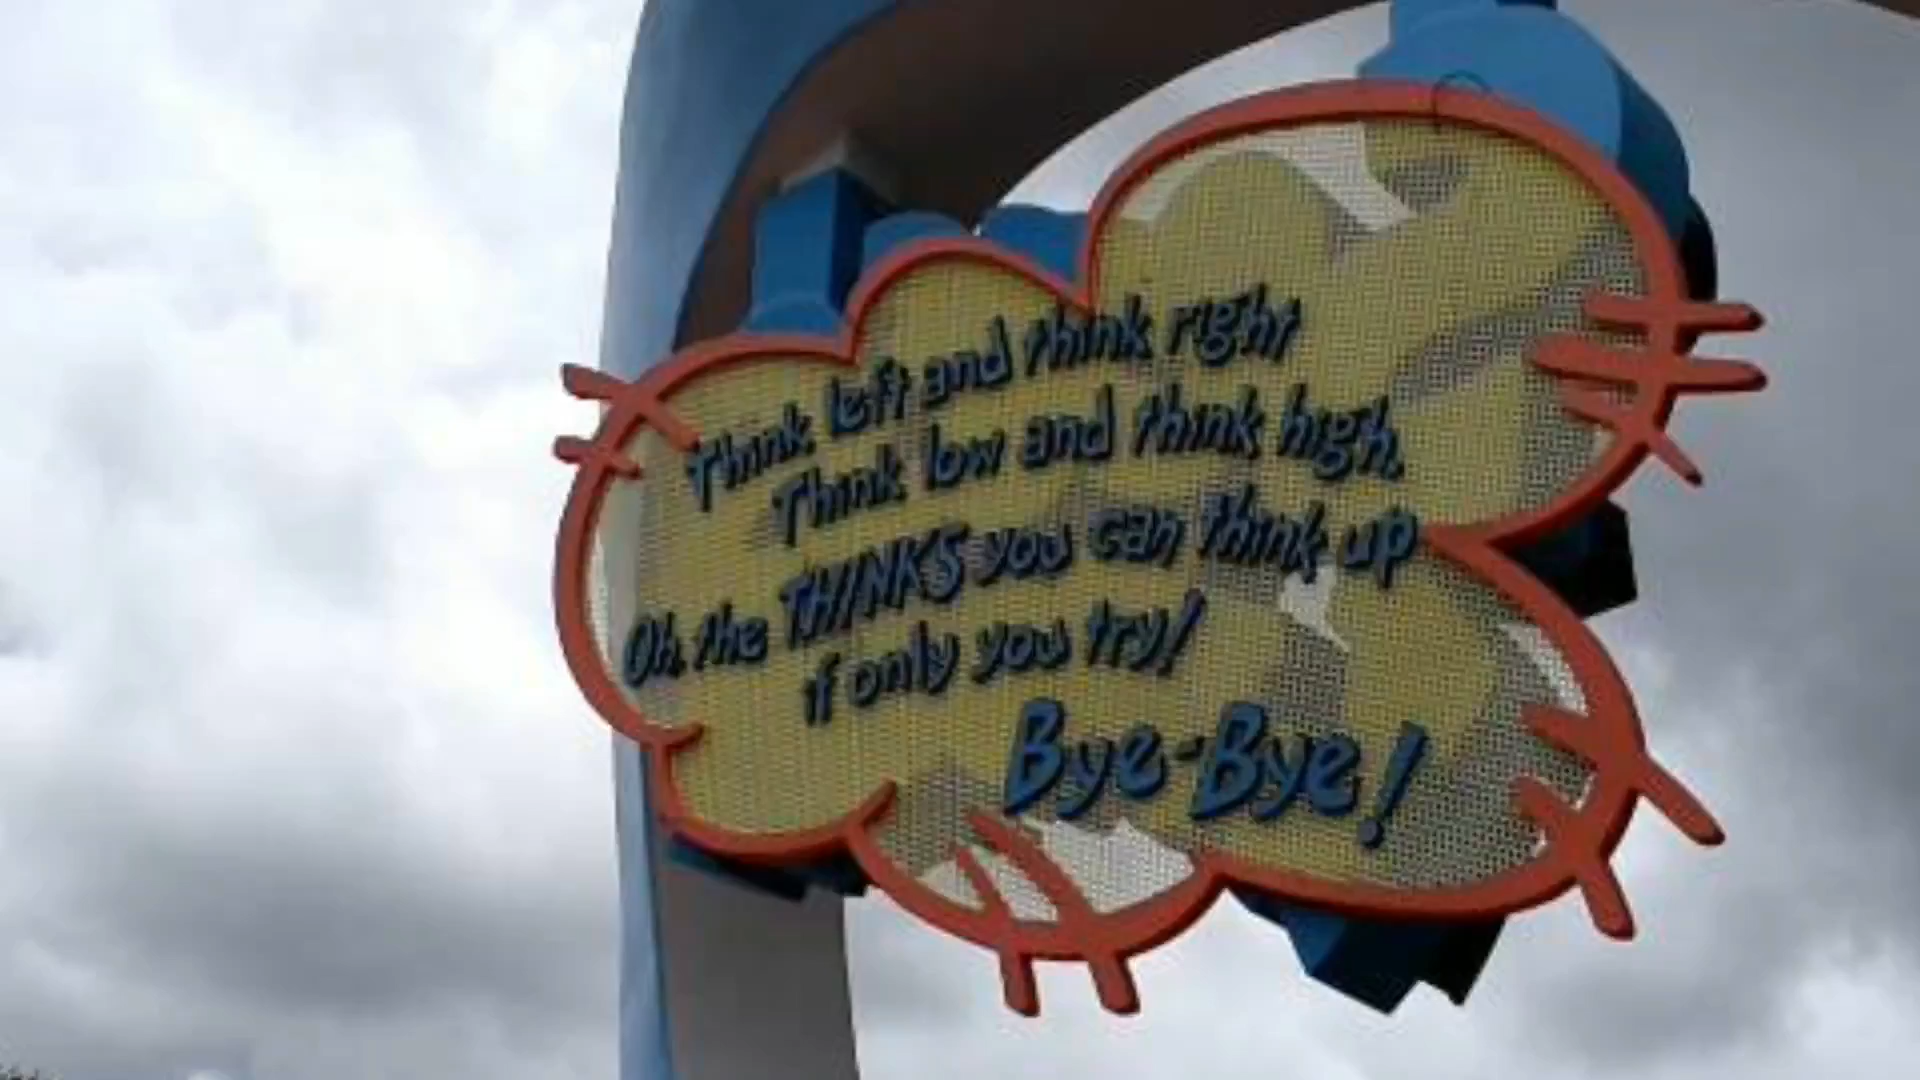 Think left and think right
Think low and think high.
Oh, the THINKS you can think up
if only you try!
Bye-Bye!